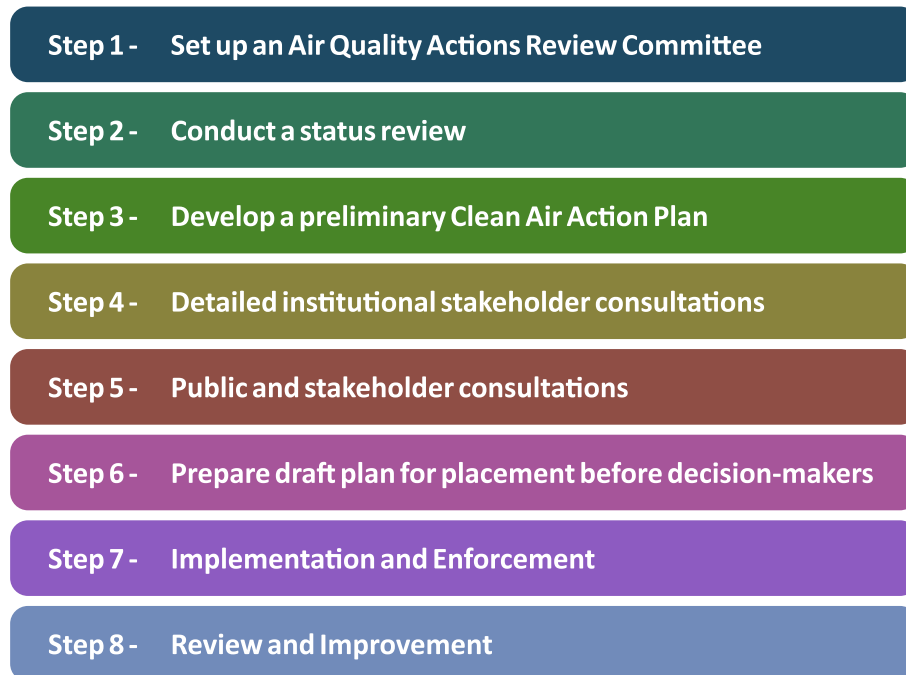 Step 1 - Set up an Air Quality Actions Review Committee
Step 2 - Conduct a status review
Step 3 - Develop a preliminary Clean Air Action Plan
Step 4 - Detailed institutional stakeholder consultations
Step 5 - Public and stakeholder consultations
Step 6 - Prepare draft plan for placement before decision-makers
Step 7 - Implementation and Enforcement
Step 8 - Review and Improvement